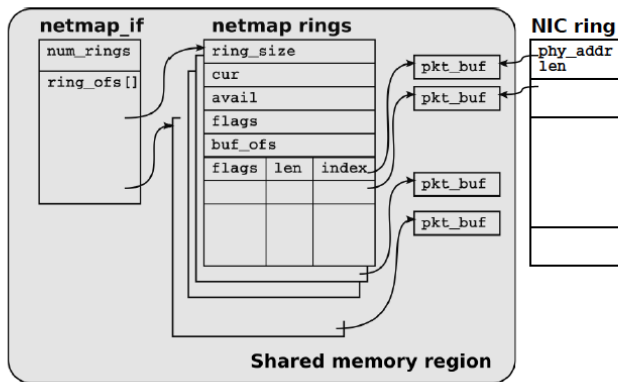 netmap_if
num_rings
ring_ofs[]
netmap rings
ring_size
cur
avail
flags
buf_ofs
flags len index
pkt_buf
pkt_buf
pkt_buf
pkt_buf
NIC ring
phy_addr
len
Shared memory region